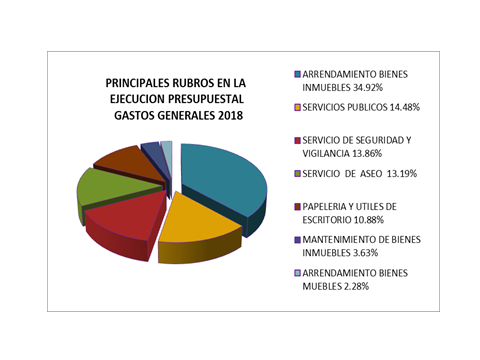 PRINCIPALES RUBROS EN LA
EJECUCION PRESUPUESTAL
GASTOS GENERALES 2018
ARRENDAMIENTO BIENES
INMUEBLES 34.92%
SERVICIOS PUBLICOS 14.48%
SERVICIO DE SEGURIDAD Y
VIGILANCIA 13.86%
SERVICIO DE ASEO 13.19%
PAPELERIA Y UTILES DE
ESCRITORIO 10.88%
MANTENIMIENTO DE BIENES
INMUEBLES 3.63%
ARRENDAMIENTO BIENES
MUEBLES 2.28%